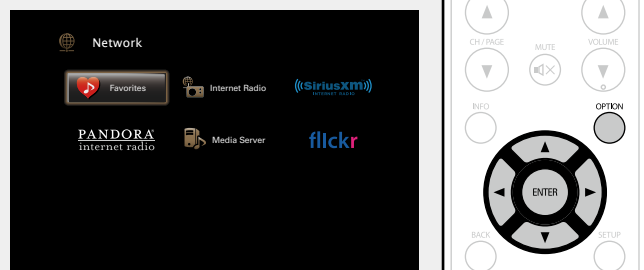 Network
Favorites
Internet Radio
((SiriusXM))
INTERNET RADIO
PANDORA®
internet radio
Media Server
flickr
CH / PAGE
MUTE
VOLUME
INFO
OPTION
ENTER
BACK
SETUP